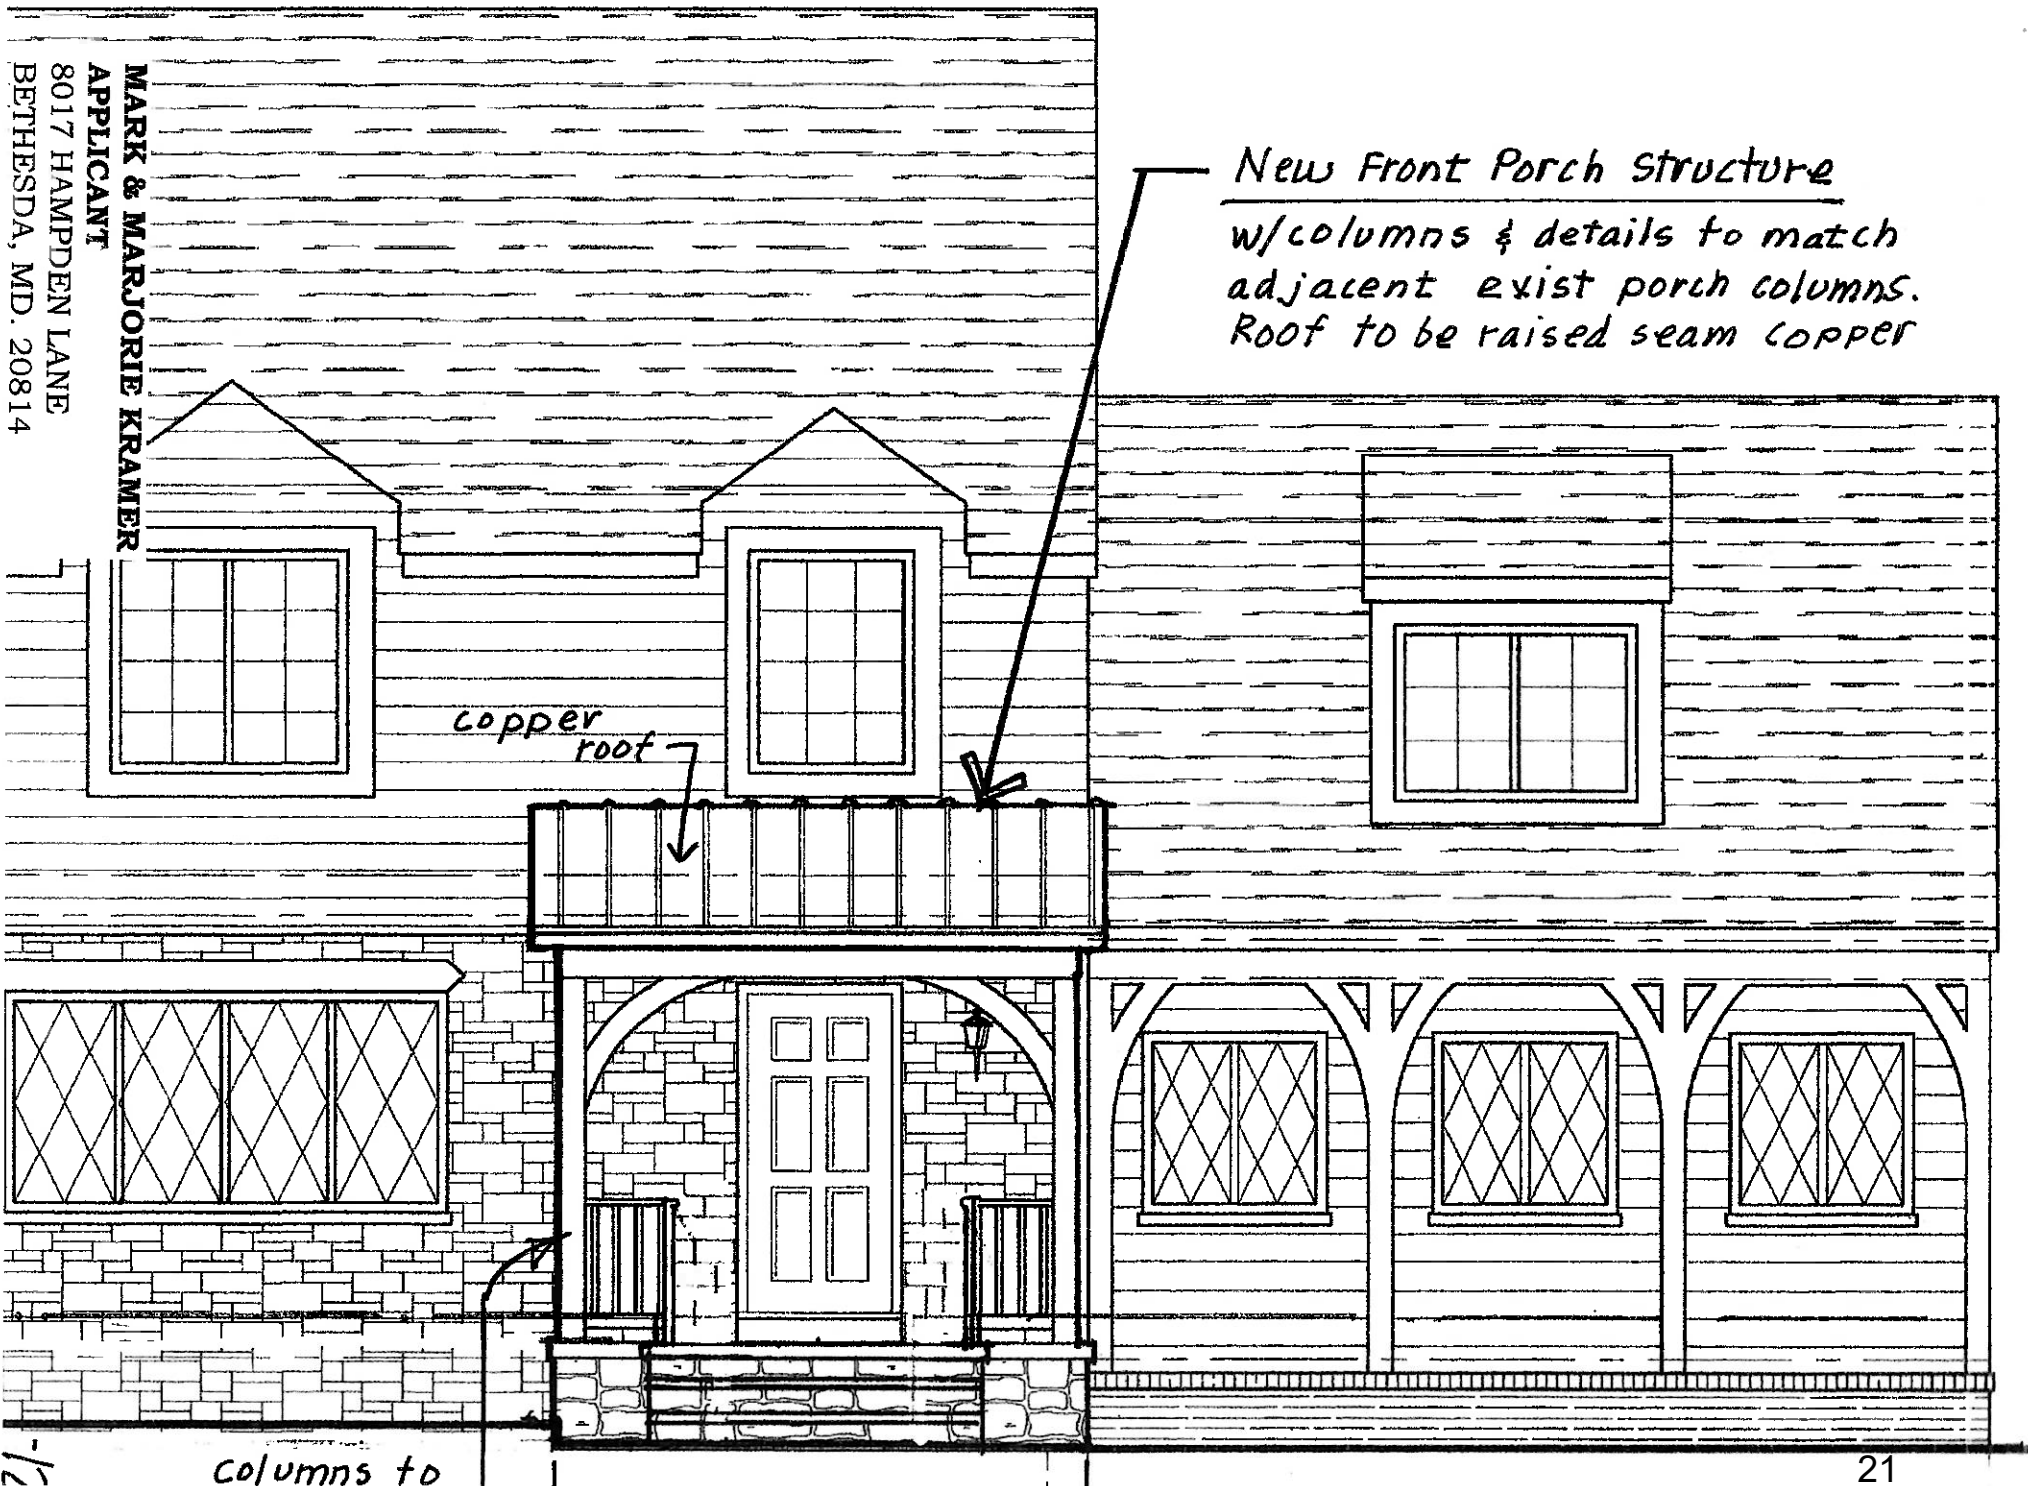 MARK & MARJORIE KRAMER
APPLICANT
8017 HAMPDEN LANE
BETHESDA, MD. 20814
New Front Porch Structure
w/columns & details to match
adjacent exist porch columns.
Roof to be raised seam copper
copper
roof
columns to
21